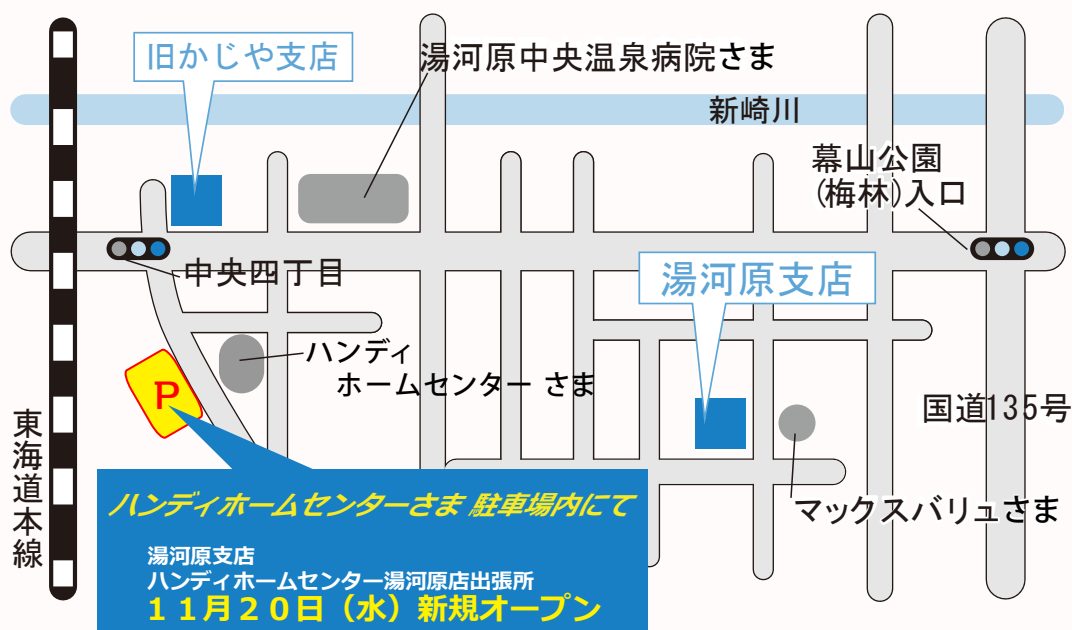 旧かじや支店
湯河原中央温泉病院さま
新崎川
幕山公園
(梅林)入口
中央四丁目
湯河原支店
ハンディ
ホームセンター さま
P
国道135号
東海道本線
マックスバリュさま
ハンディホームセンターさま 駐車場内にて
湯河原支店
ハンディホームセンター湯河原店出張所
11月20日（水）新規オープン